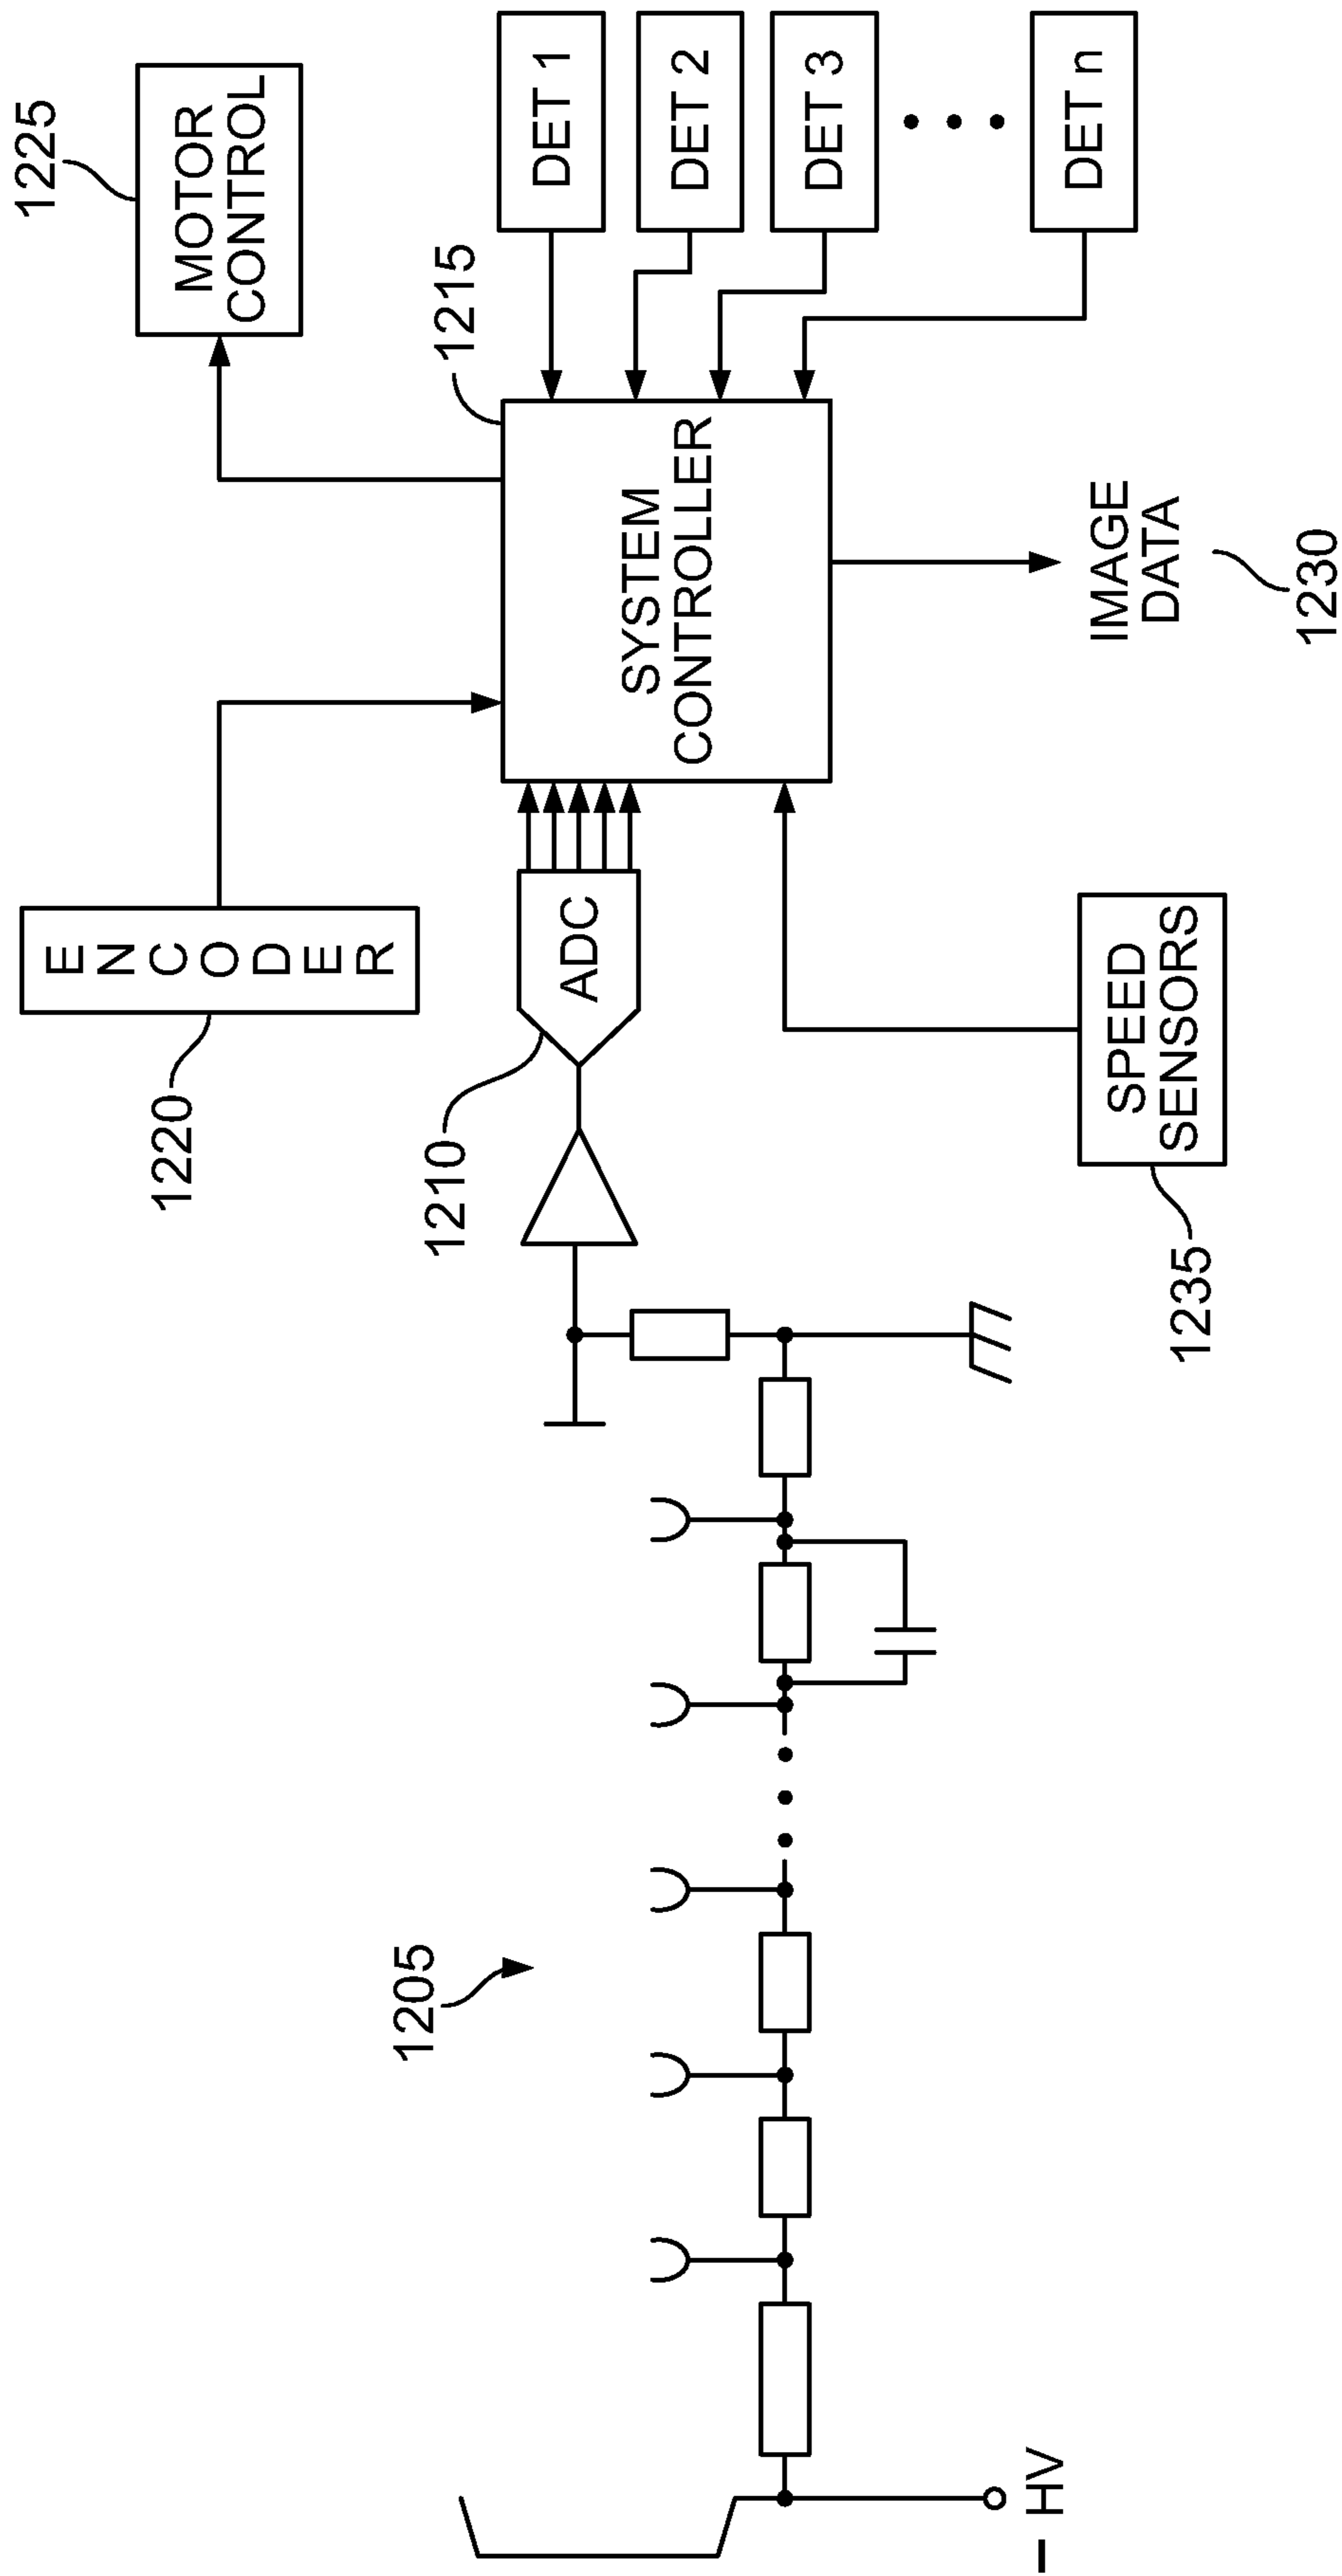 1225
MOTOR
CONTROL
DET 1
DET 2
DET 3
DET n
1215
SYSTEM
CONTROLLER
IMAGE
DATA
1230
ENCODER
1220
ADC
1210
SPEED
SENSORS
1235
1205
– HV